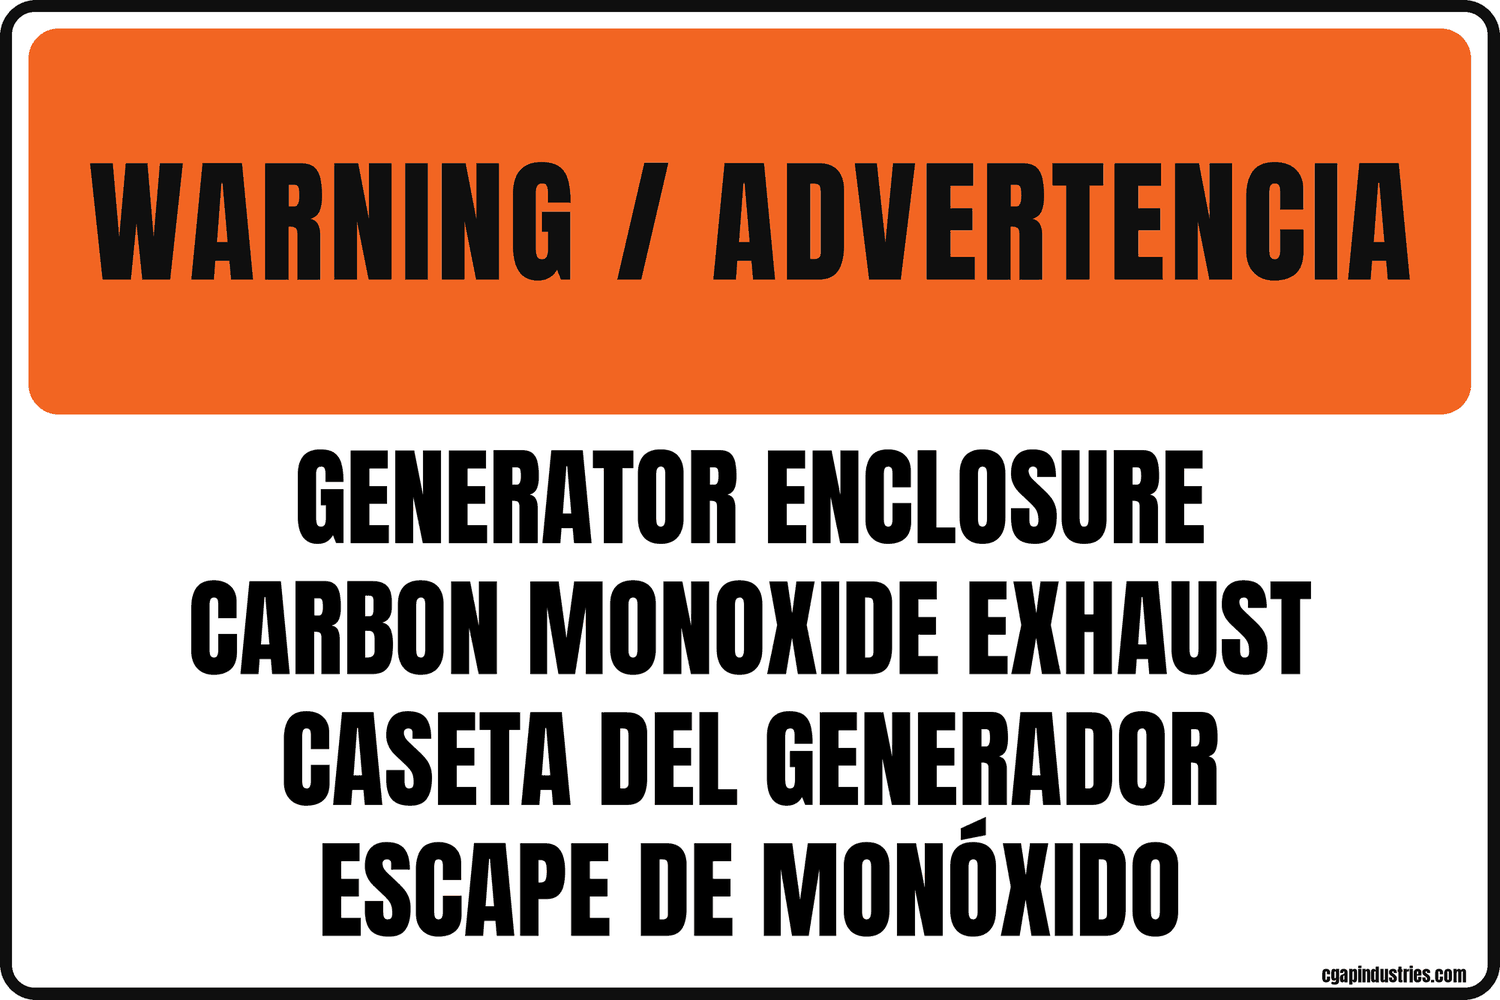 WARNING / ADVERTENCIA
GENERATOR ENCLOSURE
CARBON MONOXIDE EXHAUST
CASETA DEL GENERADOR
ESCAPE DE MONÓXIDO
cgapindustries.com